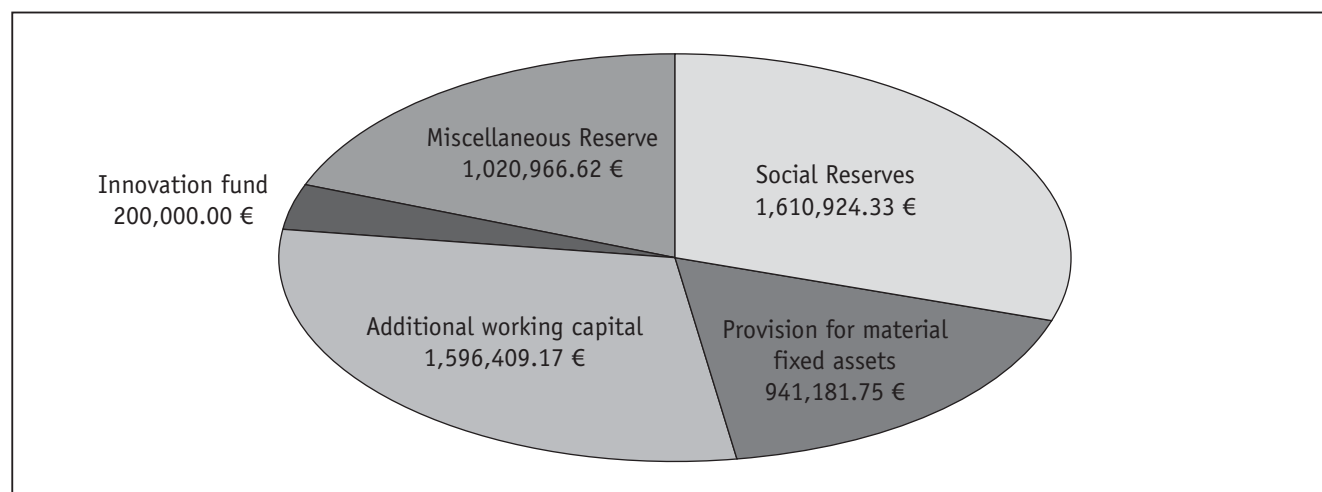 Miscellaneous Reserve
1,020,966.62 €
Social Reserves
1,610,924.33 €
Innovation fund
200,000.00 €
Additional working capital
1,596,409.17 €
Provision for material
fixed assets
941,181.75 €